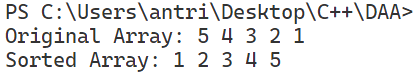 PS C:\Users\antri\Desktop\C++\DAA>
Original Array: 5 4 3 2 1
Sorted Array: 1 2 3 4 5